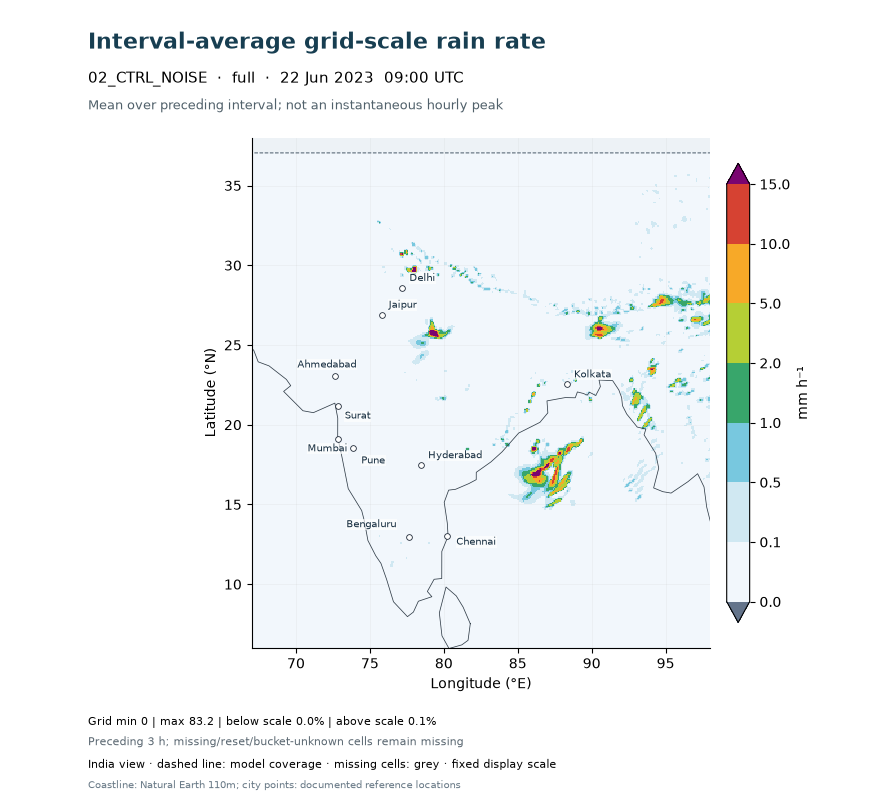 Interval-average grid-scale rain rate
02_CTRL_NOISE · full · 22 Jun 2023 09:00 UTC
Mean over preceding interval; not an instantaneous hourly peak
35
30
25
20
15
10
Latitude (°N)
70
75
80
85
90
95
Longitude (°E)
Delhi
Jaipur
Ahmedabad
Kolkata
Surat
Mumbai
Pune
Hyderabad
Bengaluru
Chennai
15.0
10.0
5.0
2.0
1.0
0.5
0.1
0.0
mm h⁻¹
Grid min 0 | max 83.2 | below scale 0.0% | above scale 0.1%
Preceding 3 h; missing/reset/bucket-unknown cells remain missing
India view · dashed line: model coverage · missing cells: grey · fixed display scale
Coastline: Natural Earth 110m; city points: documented reference locations